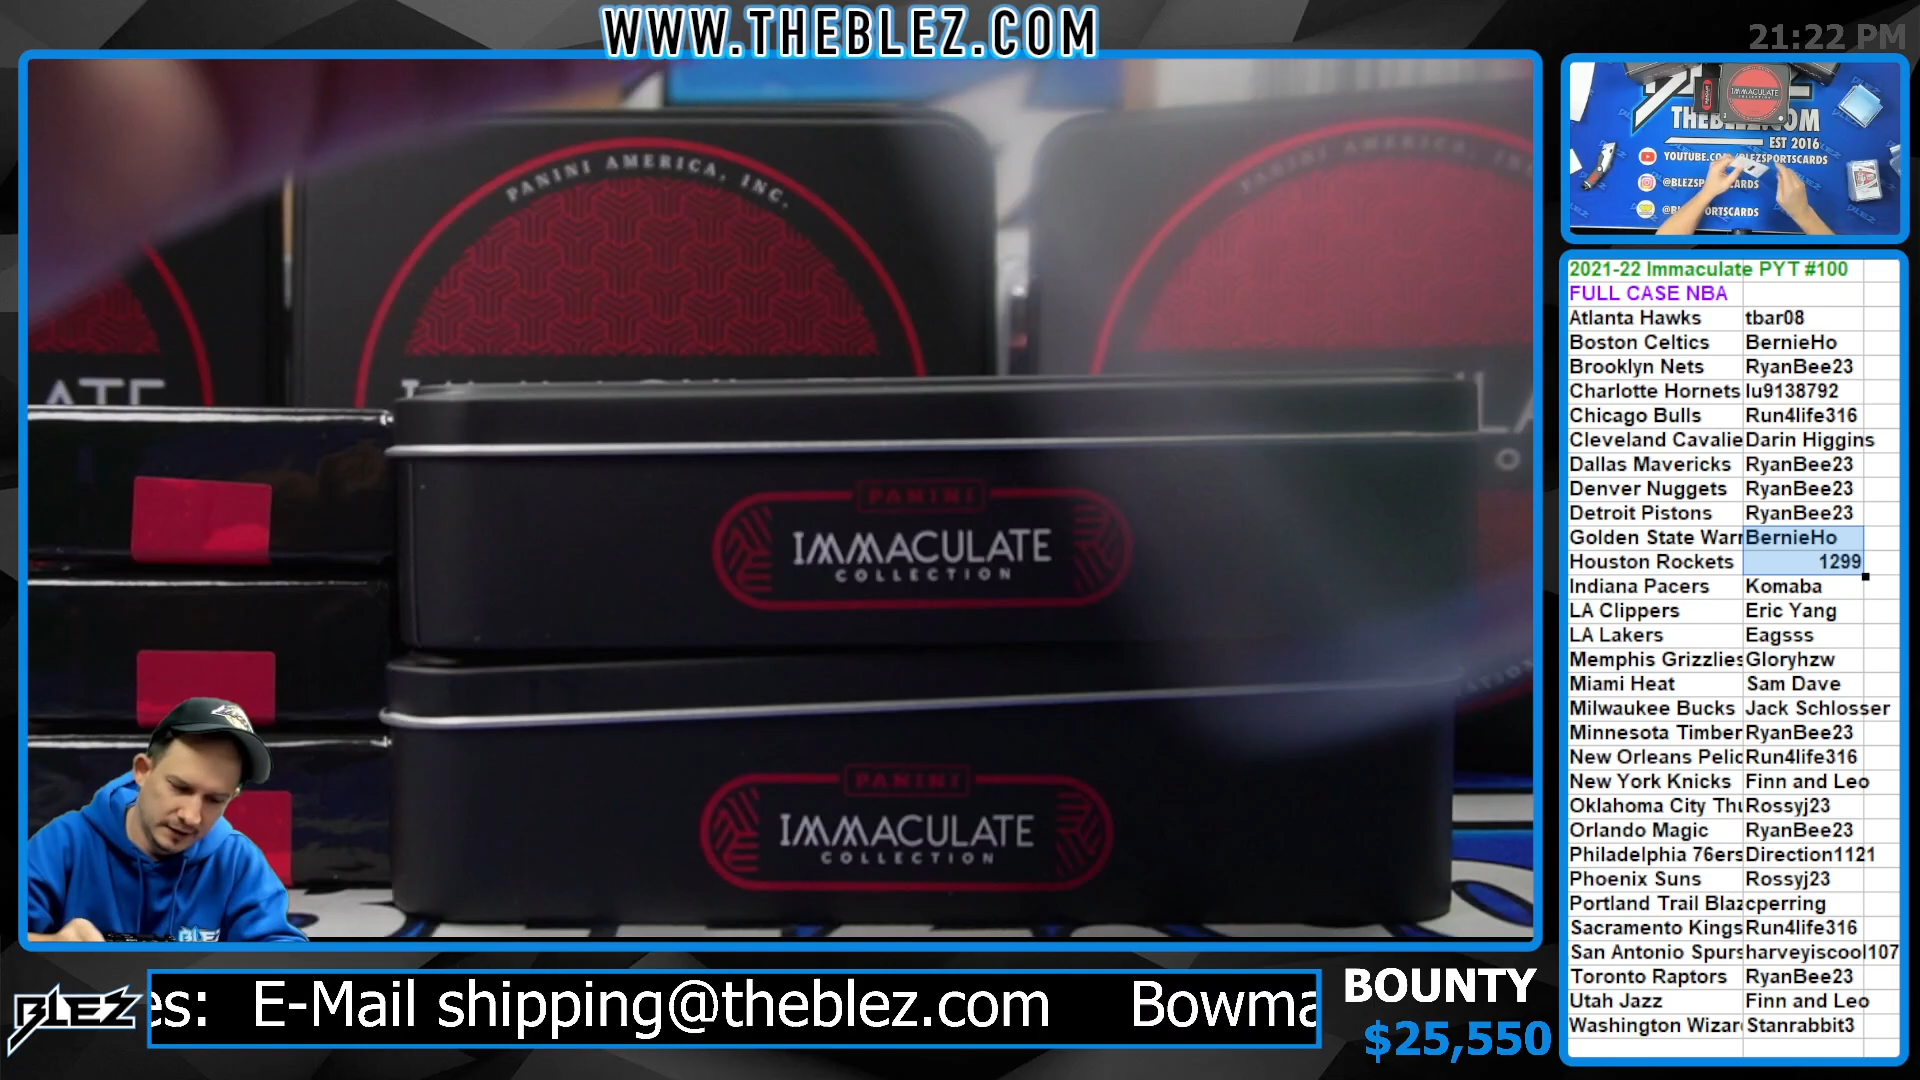 WWW.THEBLEZ.COM
21:22 PM
PANINI AMERICA, INC.
PANINI AMERICA, INC
PANINI
IMMACULATE
COLLECTION
PANINI
IMMACULATE
COLLECTION
IMMACULATE
COLLECTION
THEBLEZ.COM
EST 2016
2021-22 Immaculate PYT #100
FULL CASE NBA
Atlanta Hawks tbar08
Boston Celtics BernieHo
Brooklyn Nets RyanBee23
Charlotte Hornets lu9138792
Chicago Bulls Run4life316
Cleveland Cavalie Darin Higgins
Dallas Mavericks RyanBee23
Denver Nuggets RyanBee23
Detroit Pistons RyanBee23
Golden State Warr BernieHo
Houston Rockets 1299
Indiana Pacers Komaba
LA Clippers Eric Yang
LA Lakers Eagsss
Memphis Grizzlies Gloryhzw
Miami Heat Sam Dave
Milwaukee Bucks Jack Schlosser
Minnesota Timber RyanBee23
New Orleans Pelic Run4life316
New York Knicks Finn and Leo
Oklahoma City Thu Rossyj23
Orlando Magic RyanBee23
Philadelphia 76ers Direction1121
Phoenix Suns Rossyj23
Portland Trail Blaz cperring
Sacramento Kings Run4life316
San Antonio Spurs harveyiscool107
Toronto Raptors RyanBee23
Utah Jazz Finn and Leo
Washington Wizar Stanrabbit3
BLEZ
es: E-Mail shipping@theblez.com Bowma
BOUNTY
$25,550